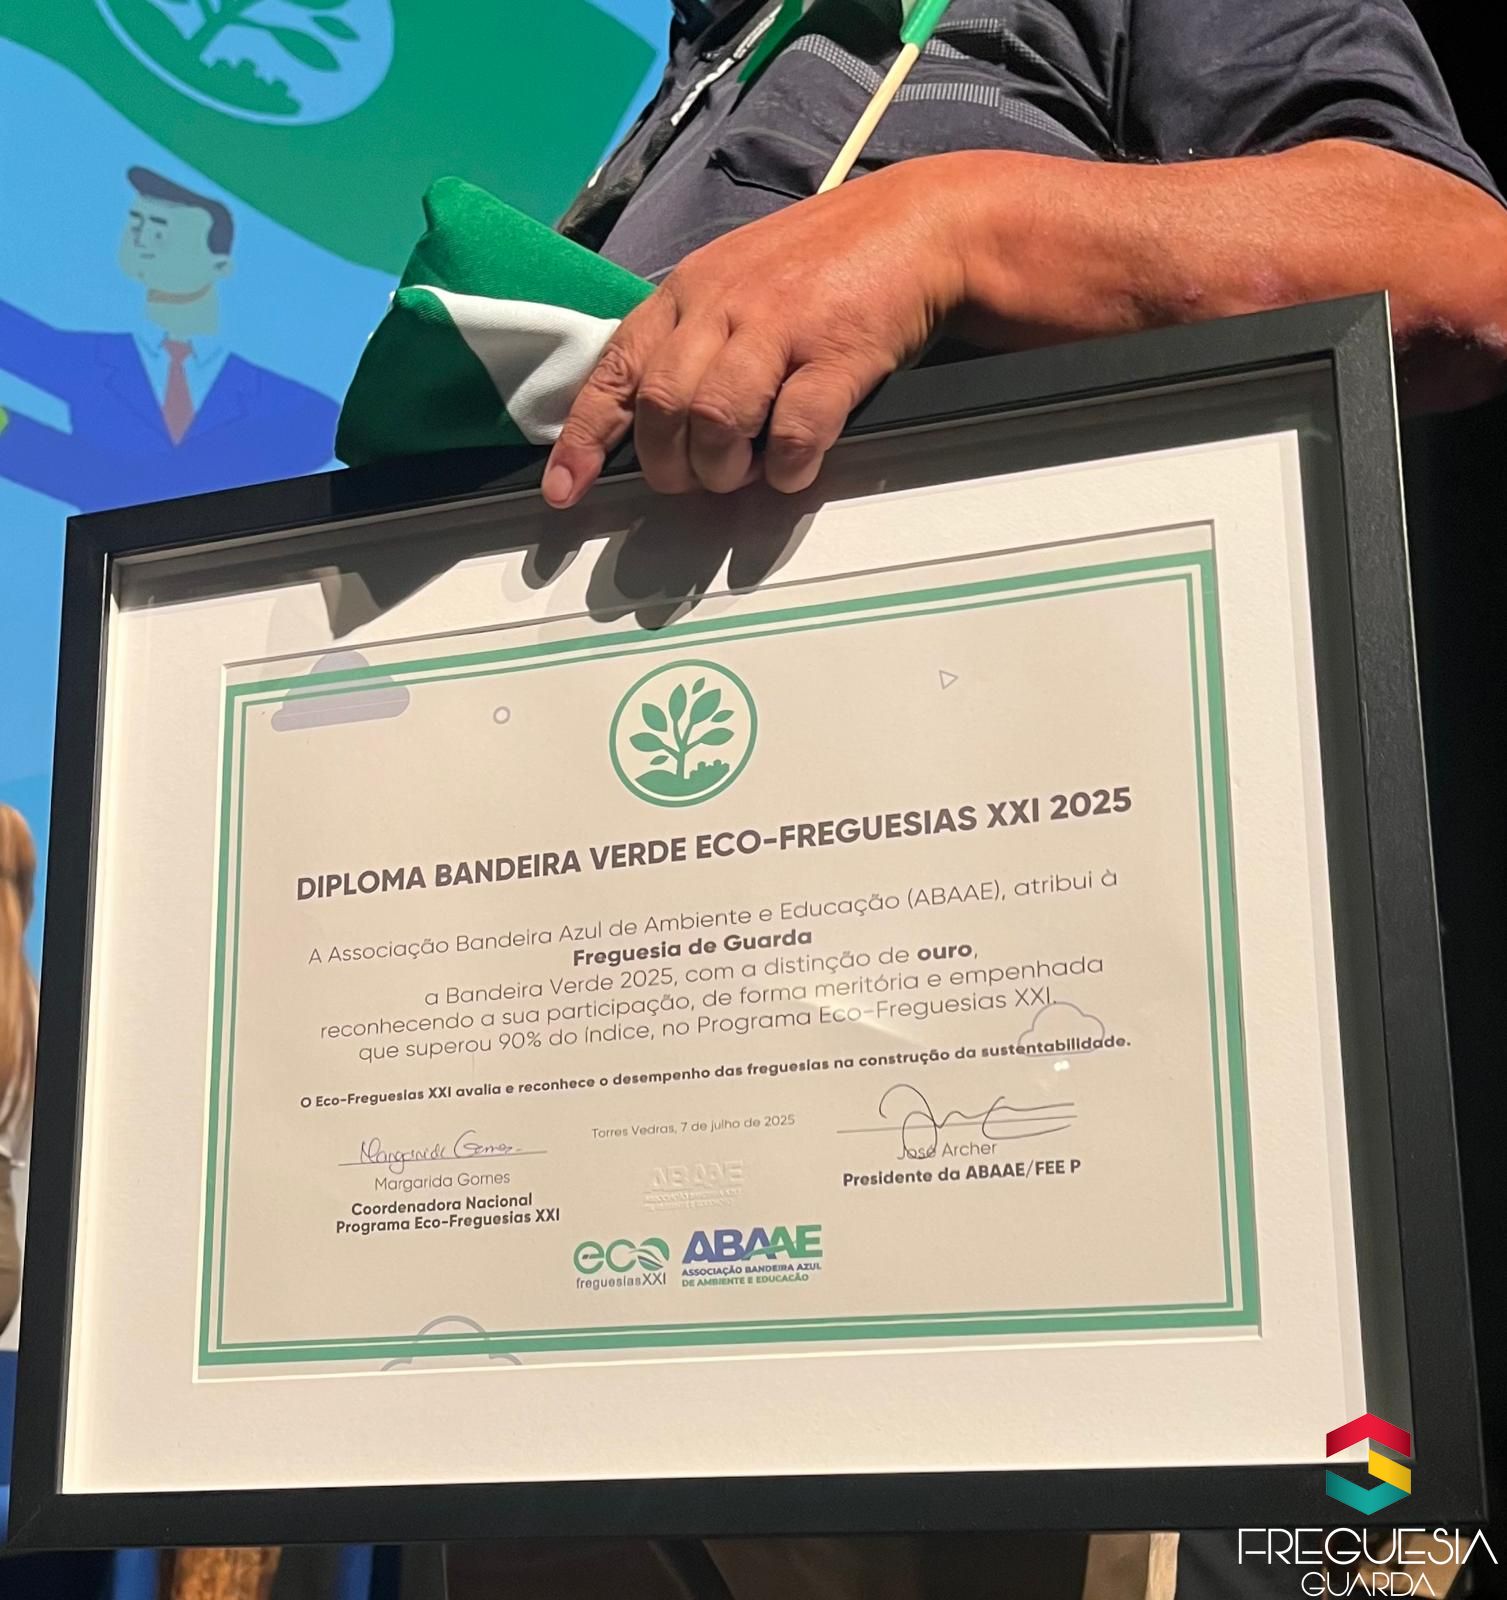 DIPLOMA BANDEIRA VERDE ECO-FREGUESIAS XXI 2025
A Associação Bandeira Azul de Ambiente e Educação (ABAAE), atribui à
Freguesia de Guarda
a Bandeira Verde 2025, com a distinção de ouro,
reconhecendo a sua participação, de forma meritória e empenhada
que superou 90% do índice, no Programa Eco-Freguesias XXI.
O Eco-Freguesias XXI avalia e reconhece o desempenho das freguesias na construção da sustentabilidade.
Torres Vedras, 7 de julho de 2025
Margarida Gomes
Margarida Gomes
Coordenadora Nacional
Programa Eco-Freguesias XXI
José Archer
Presidente da ABAAE/FEE P
ABAAE
eco
freguesiasXXI
ABAAE
ASSOCIAÇÃO BANDEIRA AZUL
DE AMBIENTE E EDUCAÇÃO
FREGUESIA
GUARDA